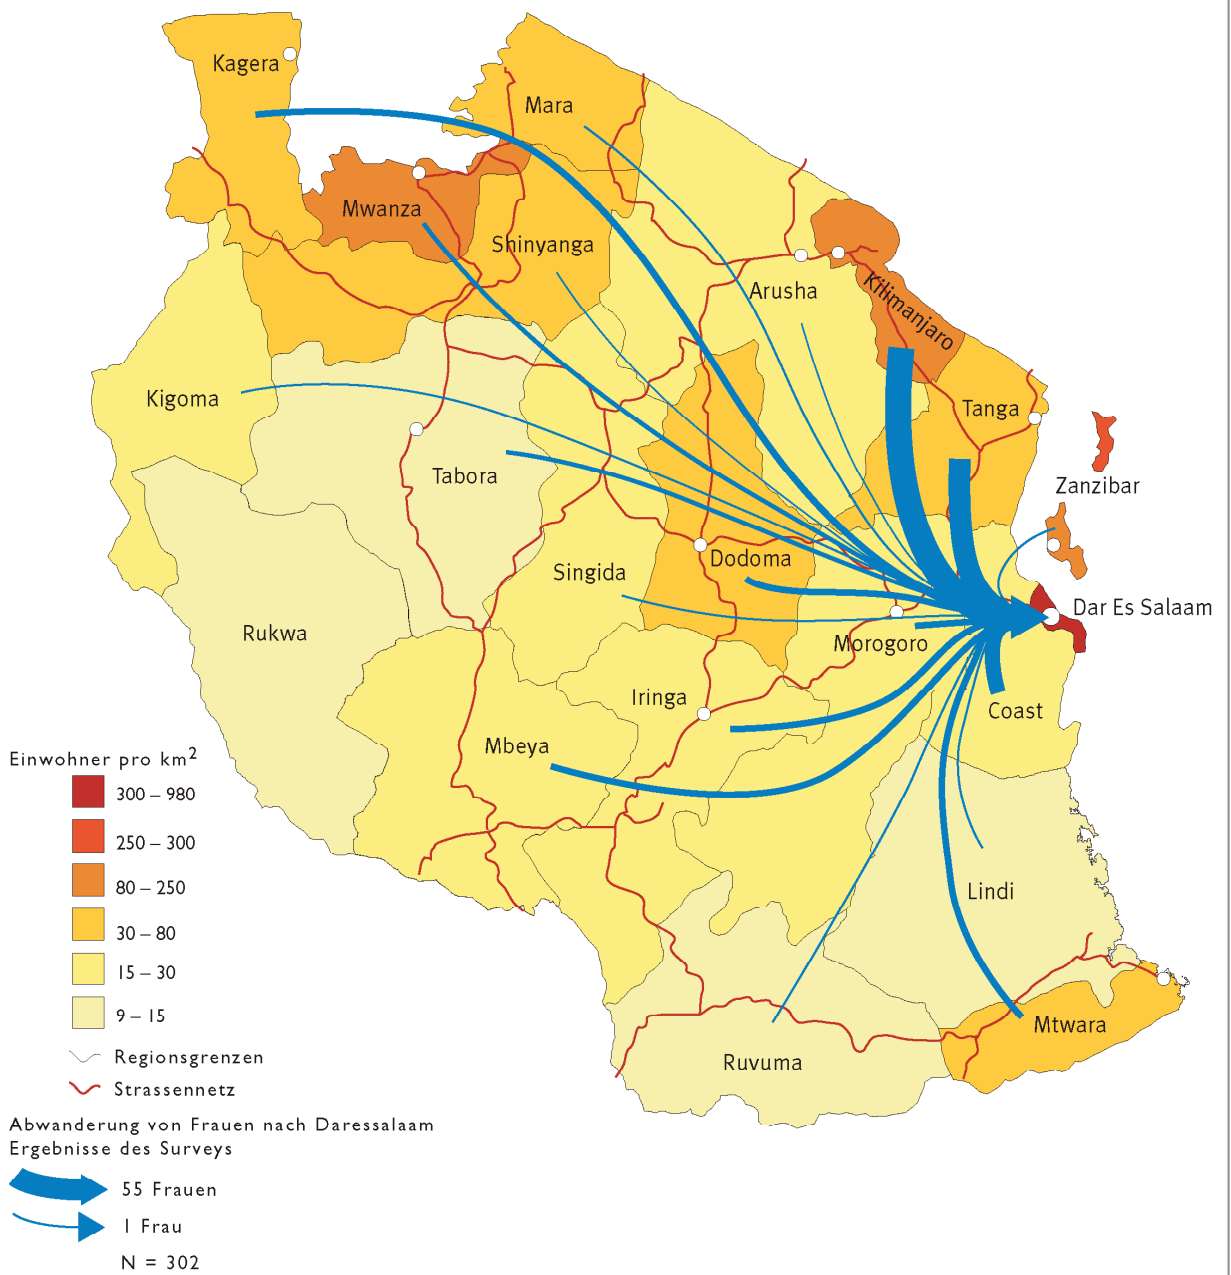 Kagera
Mara
Mwanza
Shinyanga
Arusha
Kilimanjaro
Kigoma
Tanga
Tabora
Zanzibar
Dodoma
Singida
Dar Es Salaam
Rukwa
Morogoro
Iringa
Coast
Mbeya
Lindi
Mtwara
Ruvuma
Einwohner pro km²
300 – 980
250 – 300
80 – 250
30 – 80
15 – 30
9 – 15
Regionsgrenzen
Strassennetz
Abwanderung von Frauen nach Daressalaam
Ergebnisse des Surveys
55 Frauen
1 Frau
N = 302